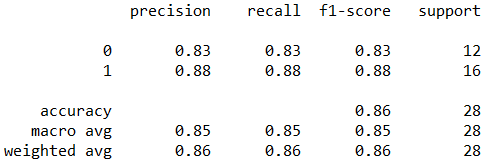 precision recall f1-score support
0 0.83 0.83 0.83 12
1 0.88 0.88 0.88 16
accuracy 0.86 28
macro avg 0.85 0.85 0.85 28
weighted avg 0.86 0.86 0.86 28